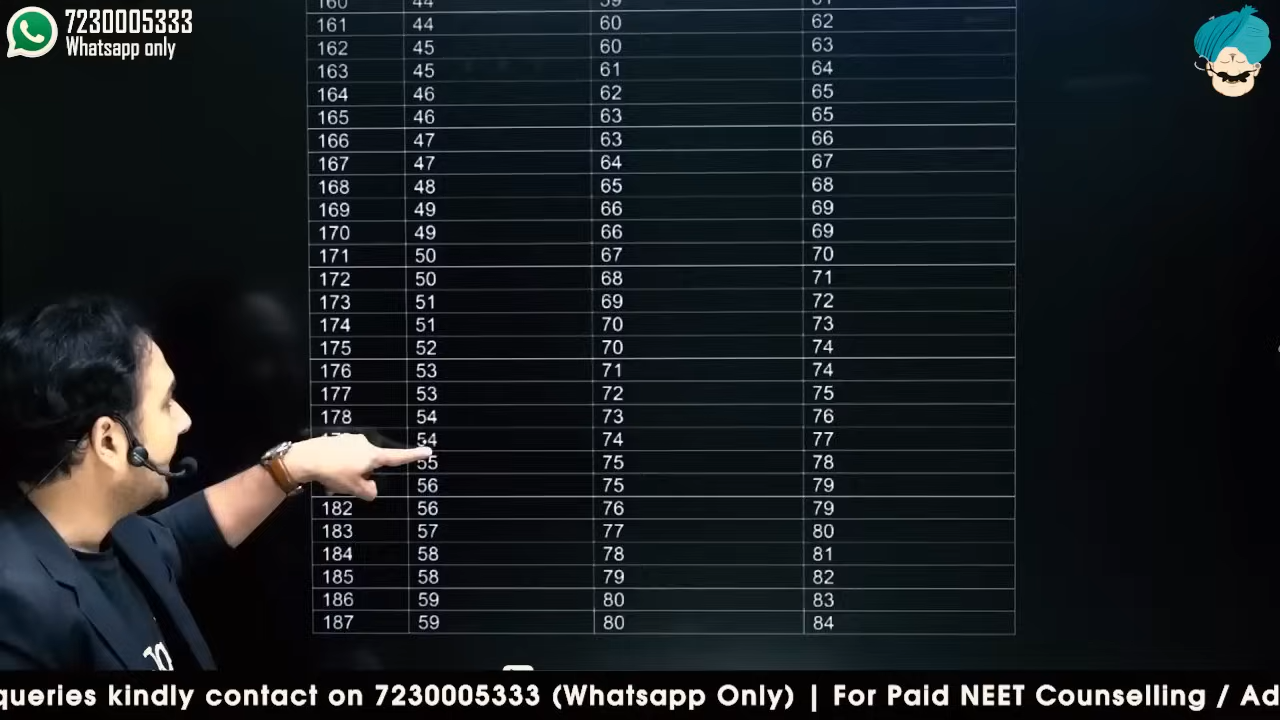 7230005333
Whatsapp only
160 44 59 61
161 44 60 62
162 45 60 63
163 45 61 64
164 46 62 65
165 46 63 65
166 47 63 66
167 47 64 67
168 48 65 68
169 49 66 69
170 49 66 69
171 50 67 70
172 50 68 71
173 51 69 72
174 51 70 73
175 52 70 74
176 53 71 74
177 53 72 75
178 54 73 76
54 74 77
55 75 78
56 75 79
182 56 76 79
183 57 77 80
184 58 78 81
185 58 79 82
186 59 80 83
187 59 80 84
queries kindly contact on 7230005333 (Whatsapp Only) | For Paid NEET Counselling / Ad